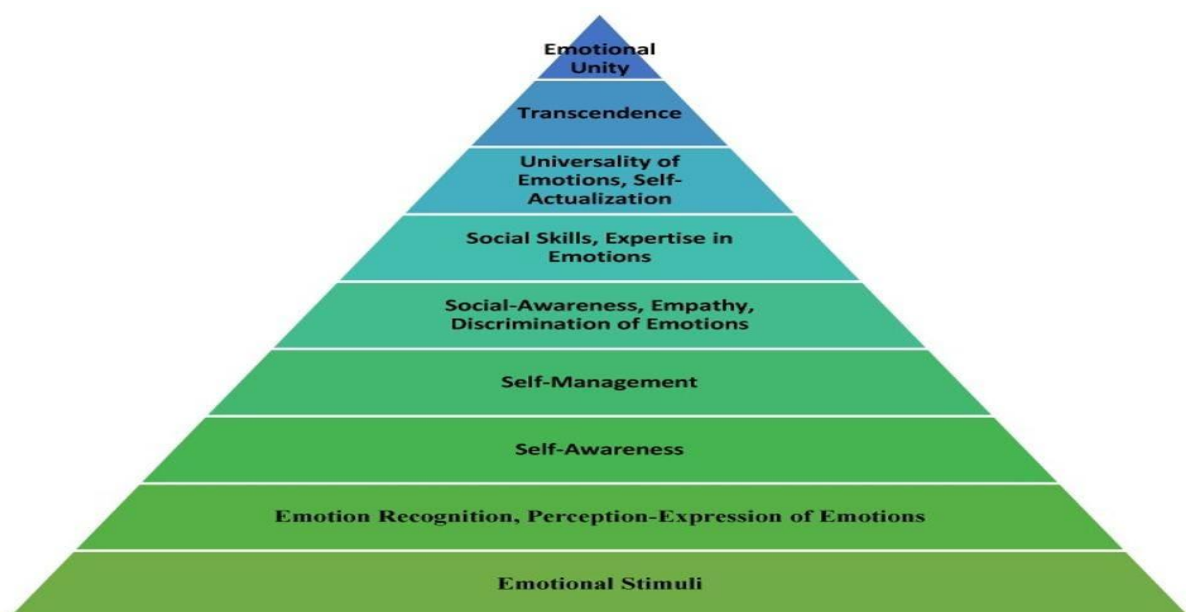 Emotional
Unity
Transcendence
Universality of
Emotions, Self-
Actualization
Social Skills, Expertise in
Emotions
Social-Awareness, Empathy,
Discrimination of Emotions
Self-Management
Self-Awareness
Emotion Recognition, Perception-Expression of Emotions
Emotional Stimuli